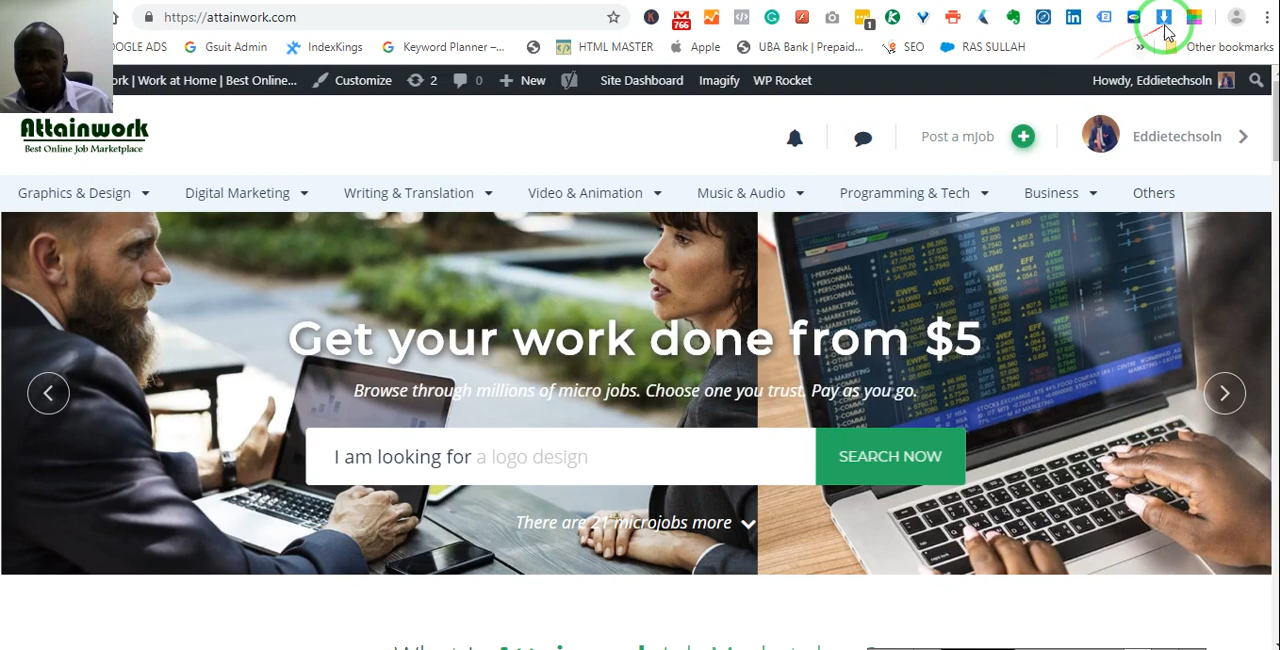 https://attainwork.com
766
1
OGLE ADS Gsuit Admin IndexKings Keyword Planner –... HTML MASTER Apple UBA Bank | Prepaid... SEO RAS SULLAH » Other bookmarks
ork | Work at Home | Best Online... Customize 2 0 New Site Dashboard Imagify WP Rocket Howdy, Eddietechsoln
Attainwork
Best Online Job Marketplace
Post a mJob Eddietechsoln
Graphics & Design Digital Marketing Writing & Translation Video & Animation Music & Audio Programming & Tech Business Others
Get your work done from $5
Browse through millions of micro jobs. Choose one you trust. Pay as you go.
I am looking for a logo design SEARCH NOW
There are 21 microjobs more